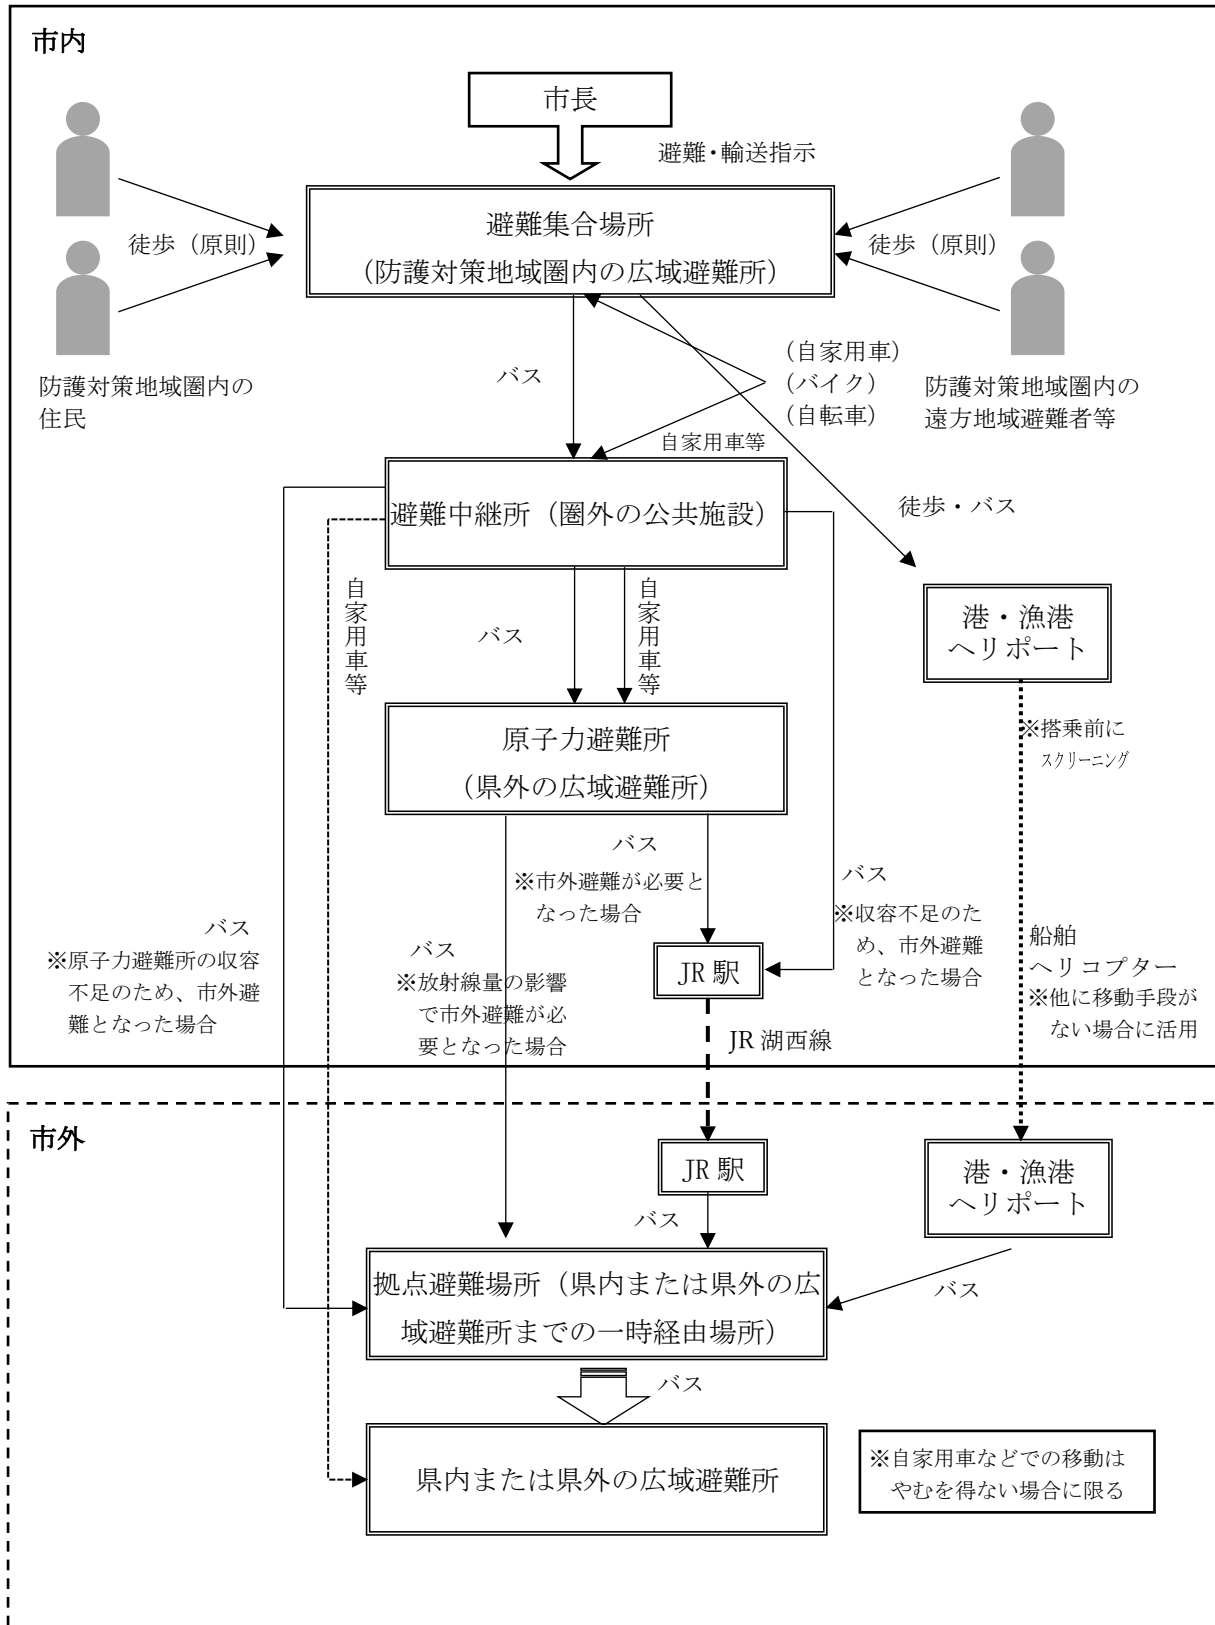 市内
市長
避難・輸送指示
避難集合場所
（防護対策地域圏内の広域避難所）
徒歩（原則）
徒歩（原則）
防護対策地域圏内の
住民
防護対策地域圏内の
遠方地域避難者等
バス
（自家用車）
（バイク）
（自転車）
自家用車等
避難中継所（圏外の公共施設）
徒歩・バス
自家用車等
バス
自家用車等
港・漁港
ヘリポート
※搭乗前に
スクリーニング
原子力避難所
（県外の広域避難所）
バス
※市外避難が必要と
なった場合
バス
※収容不足のた
め、市外避難
となった場合
バス
※原子力避難所の収容
不足のため、市外避
難となった場合
バス
※放射線量の影響
で市外避難が必
要となった場合
JR 駅
船舶
ヘリコプター
※他に移動手段が
ない場合に活用
JR 湖西線
市外
JR 駅
港・漁港
ヘリポート
バス
バス
拠点避難場所（県内または県外の広
域避難所までの一時経由場所）
バス
県内または県外の広域避難所
※自家用車などでの移動は
やむを得ない場合に限る